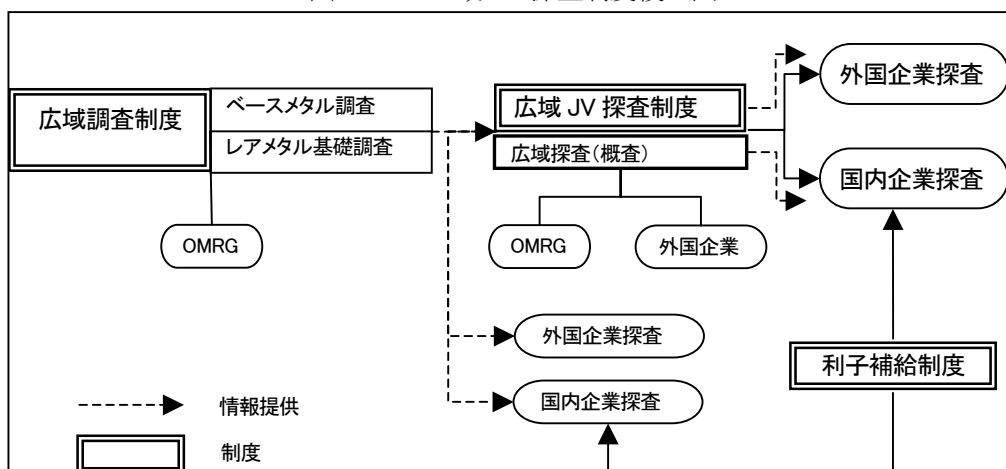 広域調査制度
ベースメタル調査
レアメタル基礎調査
OMRG
広域 JV 探査制度
広域探査(概査)
OMRG
外国企業
外国企業探査
国内企業探査
外国企業探査
国内企業探査
利子補給制度
情報提供
制度